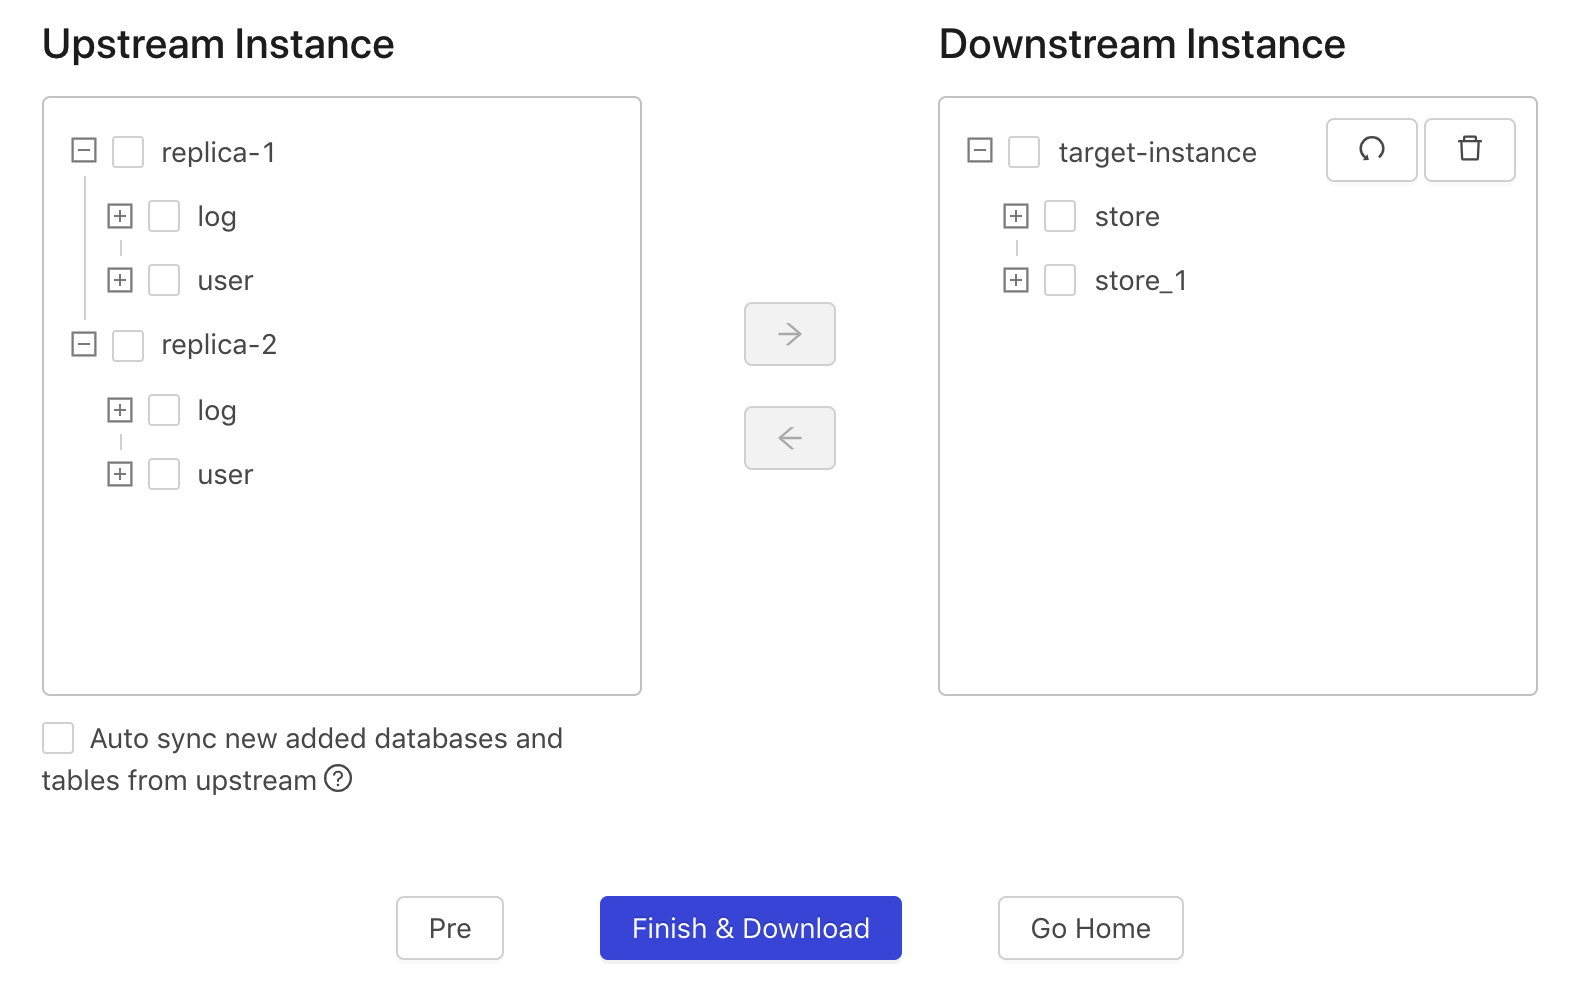 Upstream Instance
Downstream Instance
replica-1
log
user
replica-2
log
user
target-instance
store
store_1
Auto sync new added databases and
tables from upstream
Pre
Finish & Download
Go Home